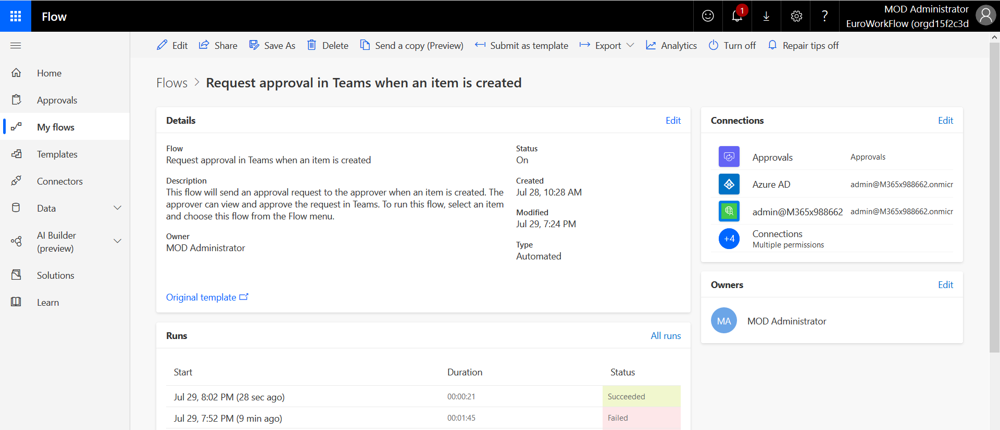 Flow
1
?
MOD Administrator
EuroWorkFlow (orgd15f2c3d
Home
Approvals
My flows
Templates
Connectors
Data
AI Builder
(preview)
Solutions
Learn
Edit
Share
Save As
Delete
Send a copy (Preview)
Submit as template
Export
Analytics
Turn off
Repair tips off
Flows > Request approval in Teams when an item is created
Details
Edit
Flow
Request approval in Teams when an item is created
Description
This flow will send an approval request to the approver when an item is created. The
approver can view and approve the request in Teams. To run this flow, select an item
and choose this flow from the Flow menu.
Owner
MOD Administrator
Status
On
Created
Jul 28, 10:28 AM
Modified
Jul 29, 7:24 PM
Type
Automated
Original template
Connections
Edit
Approvals
Approvals
Azure AD
admin@M365x988662.onmicr
admin@M365x988662
admin@M365x988662.onmicr
+4
Connections
Multiple permissions
Owners
Edit
MA
MOD Administrator
Runs
All runs
Start
Duration
Status
Jul 29, 8:02 PM (28 sec ago)
00:00:21
Succeeded
Jul 29, 7:52 PM (9 min ago)
00:01:45
Failed